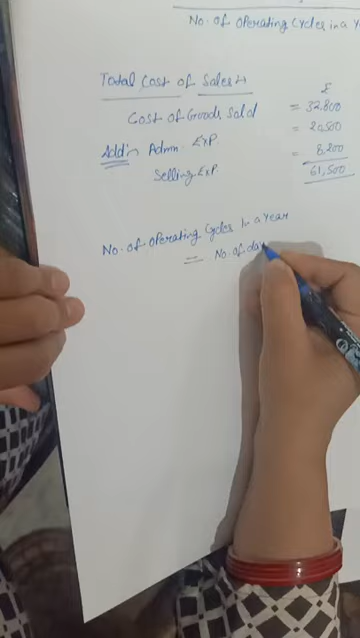 No. of Operating Cycles in a
Total Cost of Sales :-
£
Cost of Goods Sold = 32,800
Add:- Admn. Exp = 20,500
Selling Exp = 8,200
61,500
No. of Operating Cycles In a Year
= No. of da